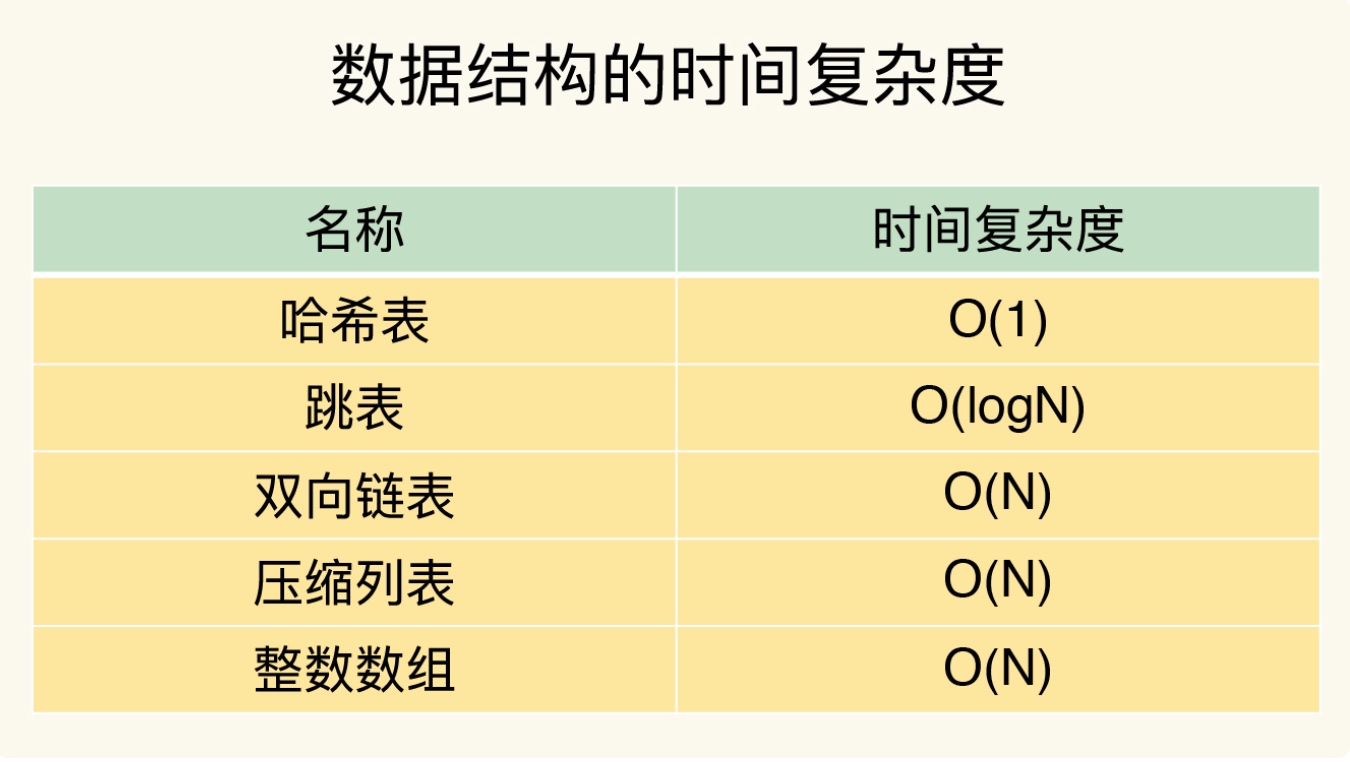 数据结构的时间复杂度
名称 时间复杂度
哈希表 O(1)
跳表 O(logN)
双向链表 O(N)
压缩列表 O(N)
整数数组 O(N)